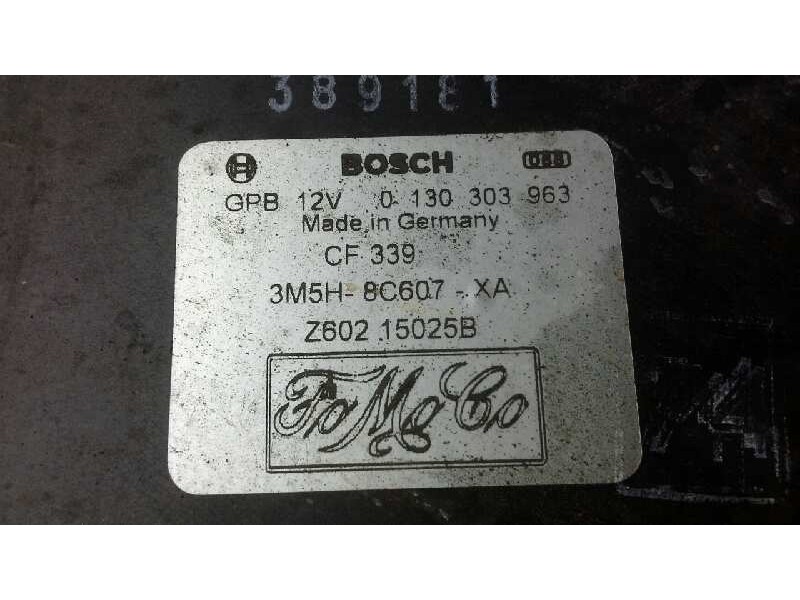 389181
BOSCH
GPB 12V 0 130 303 963
Made in Germany
CF 339
3M5H- 8C607 - XA
Z602 15025B
FoMoCo